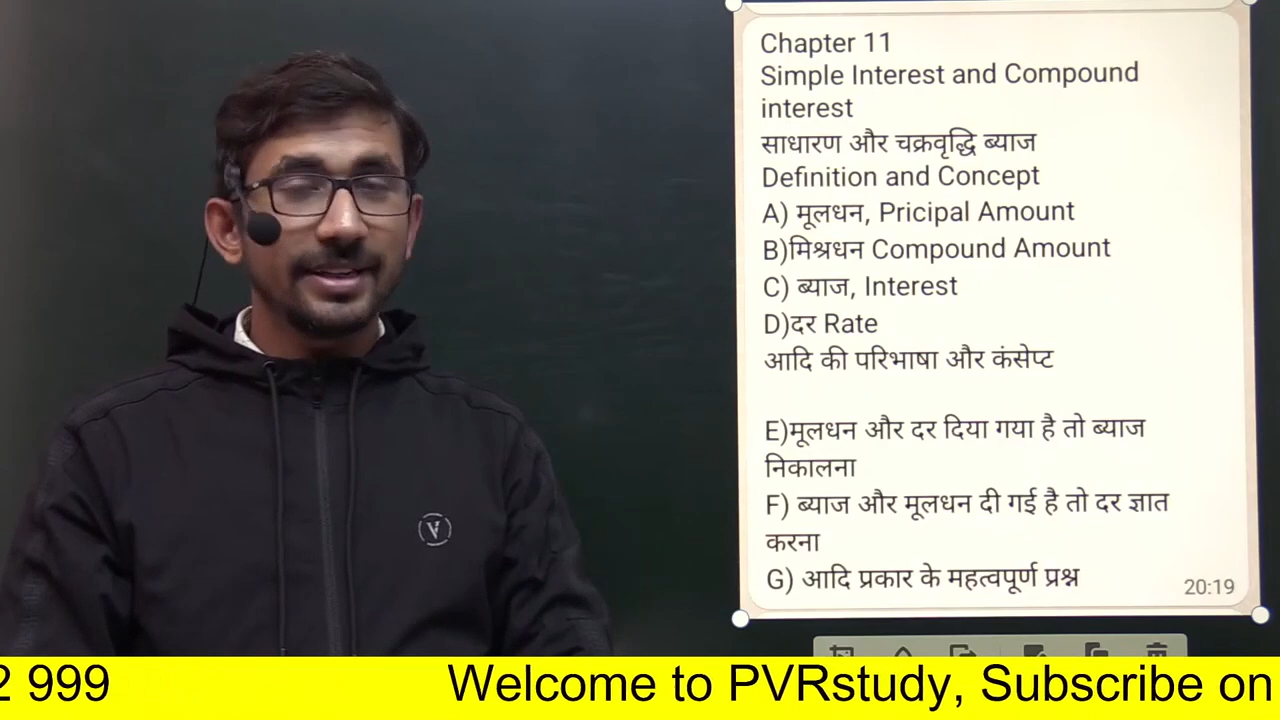 Chapter 11
Simple Interest and Compound
interest
साधारण और चक्रवृद्धि ब्याज
Definition and Concept
A) मूलधन, Pricipal Amount
B)मिश्रधन Compound Amount
C) ब्याज, Interest
D)दर Rate
आदि की परिभाषा और कंसेप्ट
E)मूलधन और दर दिया गया है तो ब्याज
निकालना
F) ब्याज और मूलधन दी गई है तो दर ज्ञात
करना
G) आदि प्रकार के महत्वपूर्ण प्रश्न
20:19
V
2 999 Welcome to PVRstudy, Subscribe on